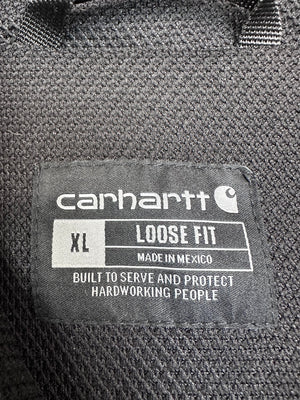 carhartt
XL
LOOSE FIT
MADE IN MEXICO
BUILT TO SERVE AND PROTECT
HARDWORKING PEOPLE